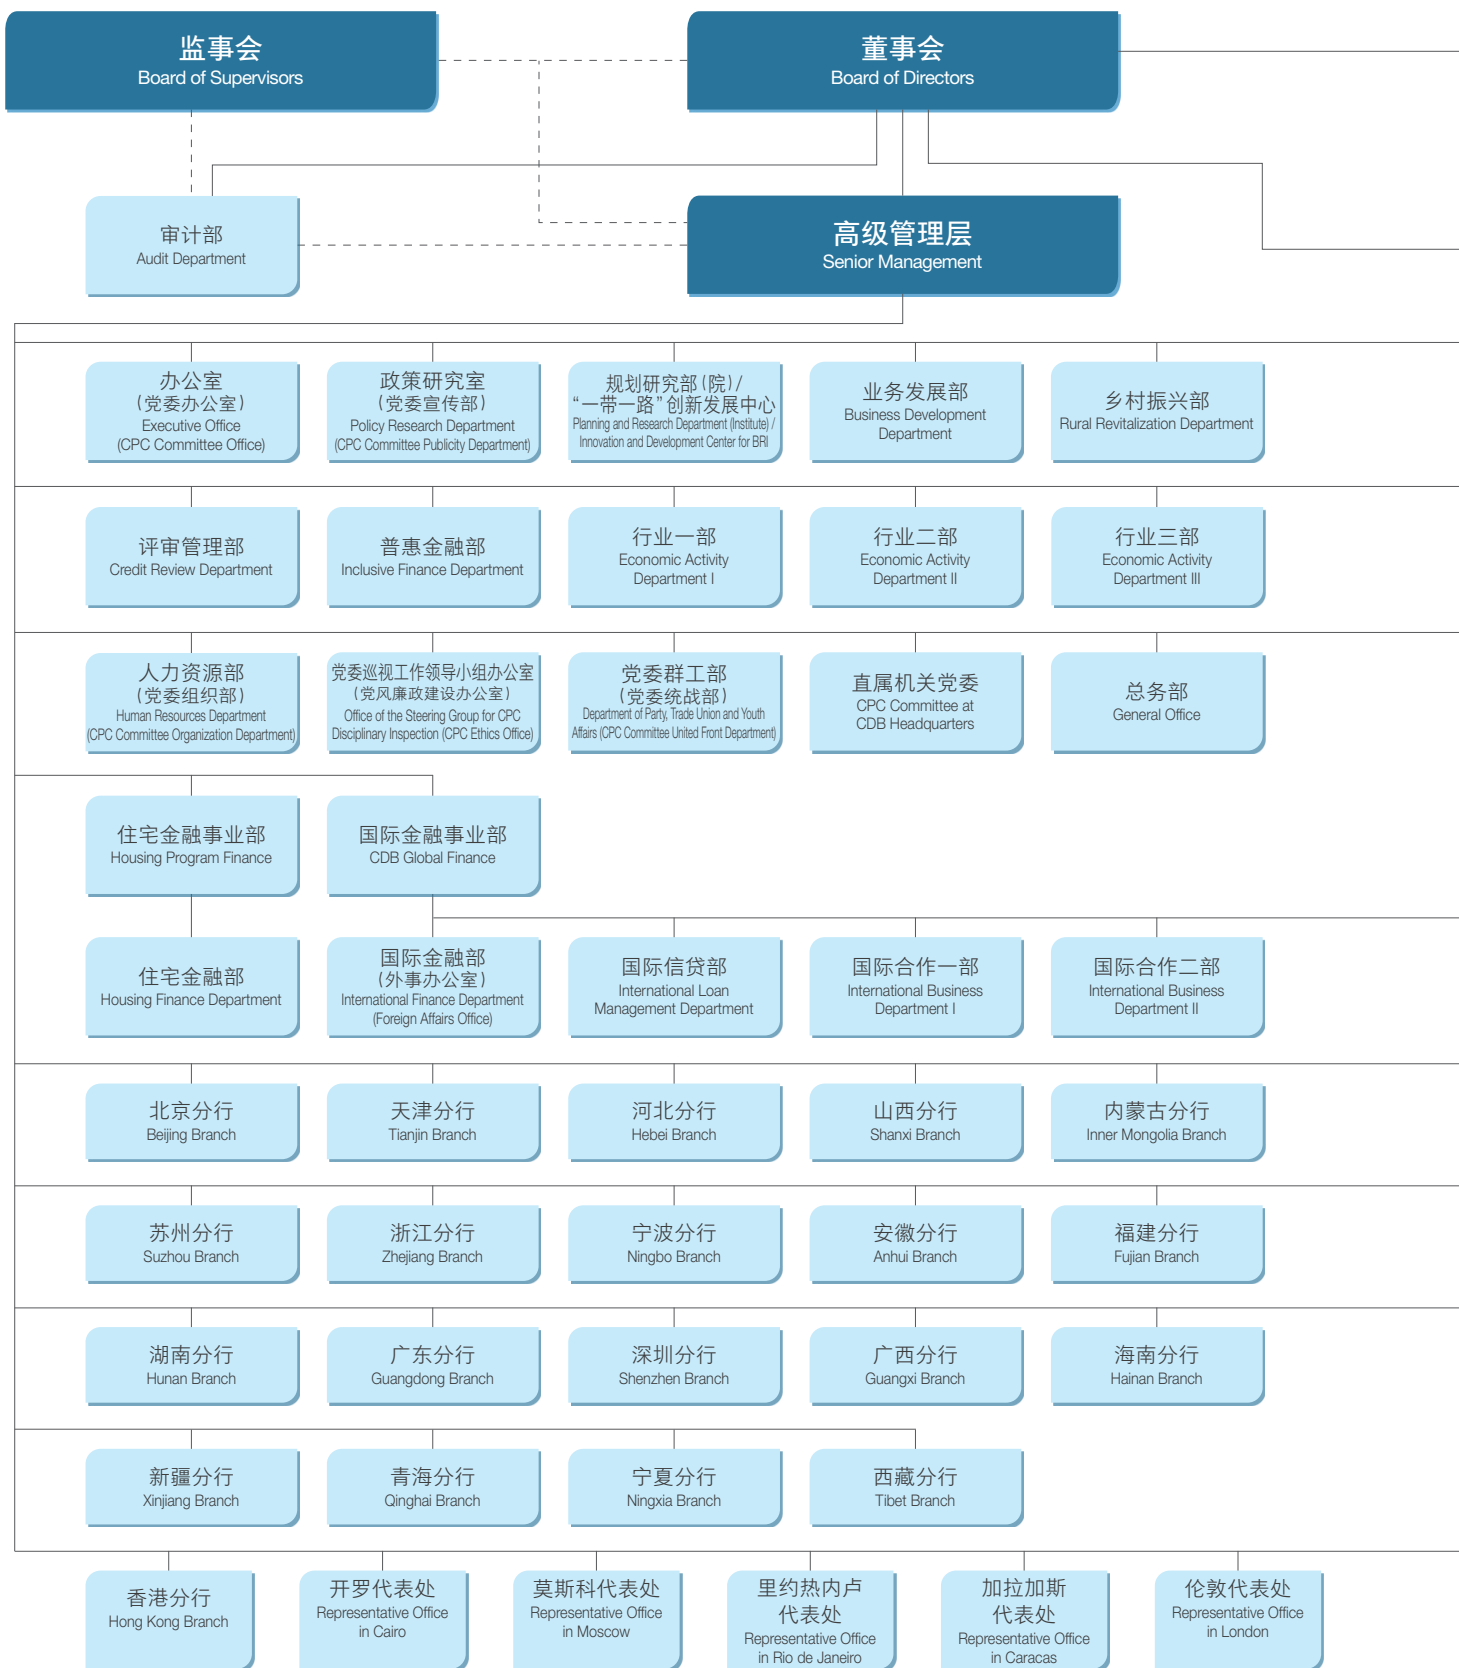 监事会
Board of Supervisors
董事会
Board of Directors
审计部
Audit Department
高级管理层
Senior Management
办公室
(党委办公室)
Executive Office
(CPC Committee Office)
政策研究室
(党委宣传部)
Policy Research Department
(CPC Committee Publicity Department)
规划研究部(院)/
“一带一路”创新发展中心
Planning and Research Department (Institute) /
Innovation and Development Center for BRI
业务发展部
Business Development
Department
乡村振兴部
Rural Revitalization Department
评审管理部
Credit Review Department
普惠金融部
Inclusive Finance Department
行业一部
Economic Activity
Department I
行业二部
Economic Activity
Department II
行业三部
Economic Activity
Department III
人力资源部
(党委组织部)
Human Resources Department
(CPC Committee Organization Department)
党委巡视工作领导小组办公室
(党风廉政建设办公室)
Office of the Steering Group for CPC
Disciplinary Inspection (CPC Ethics Office)
党委群工部
(党委统战部)
Department of Party, Trade Union and Youth
Affairs (CPC Committee United Front Department)
直属机关党委
CPC Committee at
CDB Headquarters
总务部
General Office
住宅金融事业部
Housing Program Finance
国际金融事业部
CDB Global Finance
住宅金融部
Housing Finance Department
国际金融部
(外事办公室)
International Finance Department
(Foreign Affairs Office)
国际信贷部
International Loan
Management Department
国际合作一部
International Business
Department I
国际合作二部
International Business
Department II
北京分行
Beijing Branch
天津分行
Tianjin Branch
河北分行
Hebei Branch
山西分行
Shanxi Branch
内蒙古分行
Inner Mongolia Branch
苏州分行
Suzhou Branch
浙江分行
Zhejiang Branch
宁波分行
Ningbo Branch
安徽分行
Anhui Branch
福建分行
Fujian Branch
湖南分行
Hunan Branch
广东分行
Guangdong Branch
深圳分行
Shenzhen Branch
广西分行
Guangxi Branch
海南分行
Hainan Branch
新疆分行
Xinjiang Branch
青海分行
Qinghai Branch
宁夏分行
Ningxia Branch
西藏分行
Tibet Branch
香港分行
Hong Kong Branch
开罗代表处
Representative Office
in Cairo
莫斯科代表处
Representative Office
in Moscow
里约热内卢
代表处
Representative Office
in Rio de Janeiro
加拉加斯
代表处
Representative Office
in Caracas
伦敦代表处
Representative Office
in London